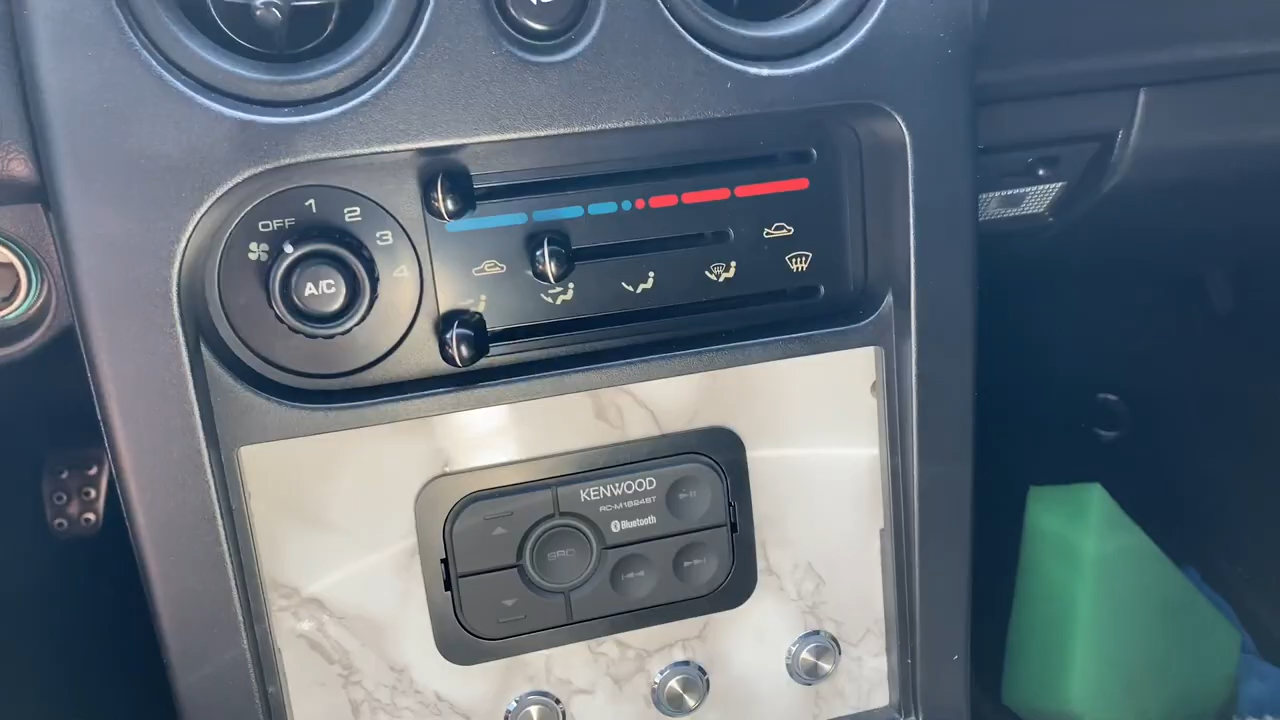 OFF 1 2 3 4
A/C
KENWOOD
RC-M1824BT
Bluetooth
SRC